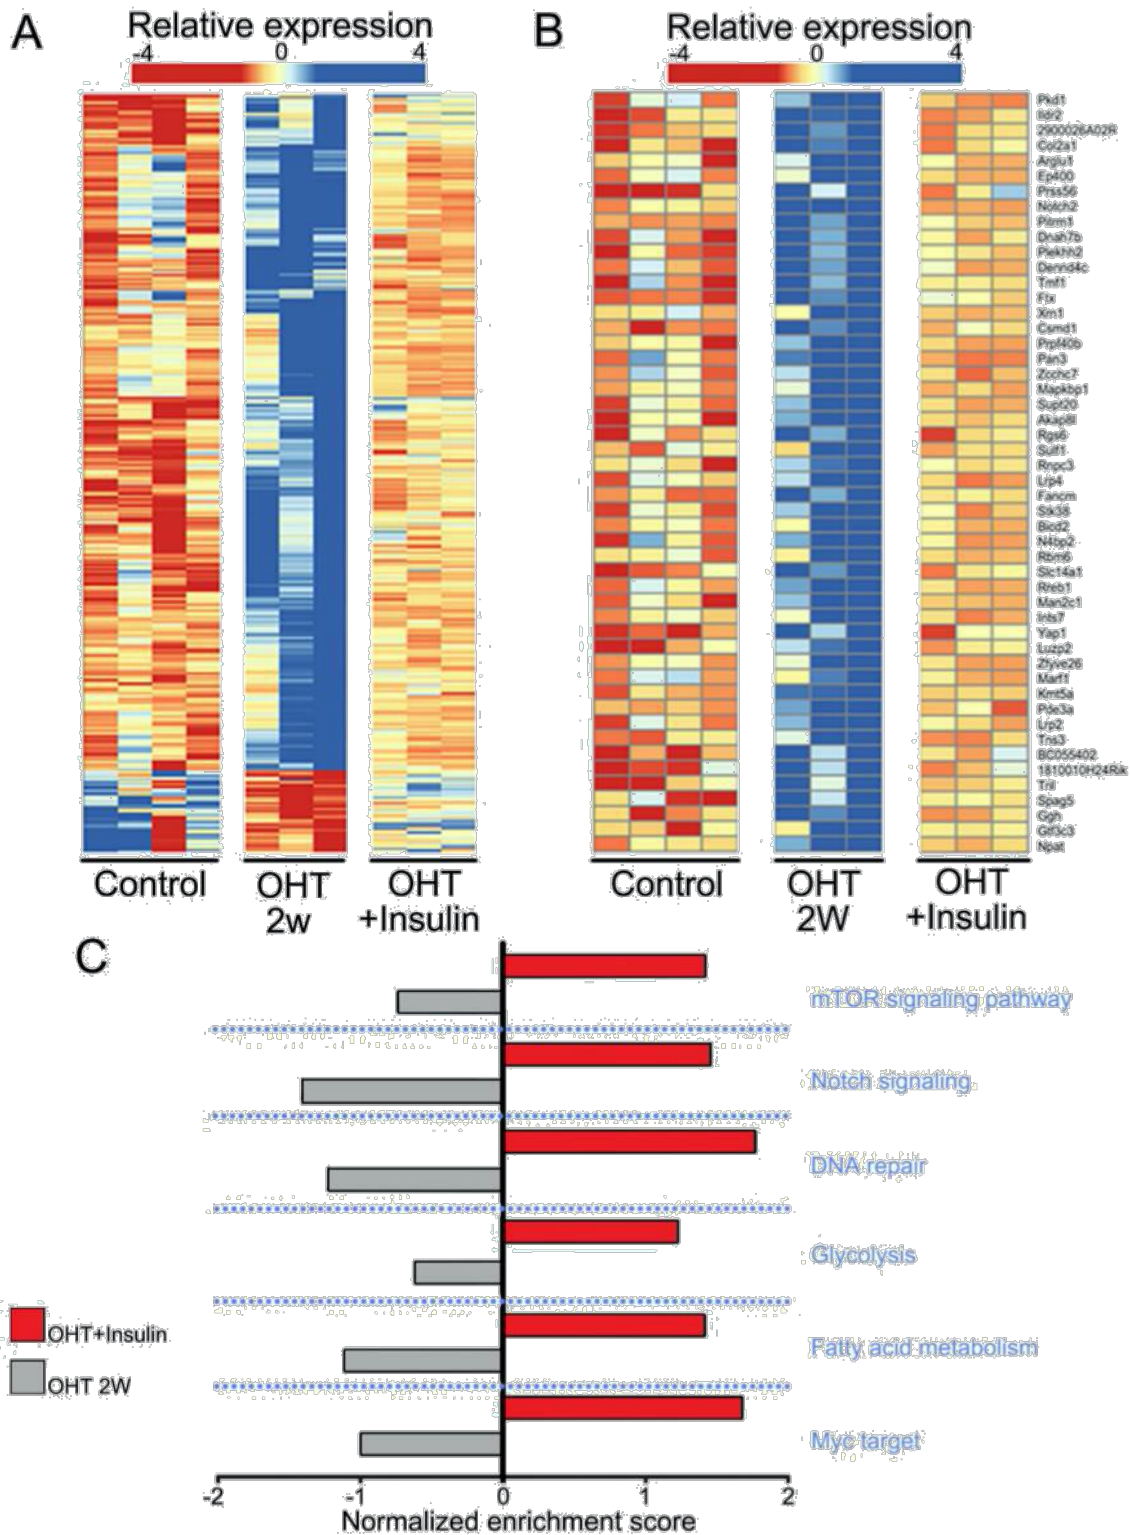 A
Relative expression
-4 0 4
B
Relative expression
-4 0 4
Pkd1
Ildr2
2900026A02R
Col2a1
Arglu1
Ep400
Prss56
Notch2
Pitrm1
Dnah7b
Plekhh2
Dennd4c
Tmf1
Ftx
Xrn1
Csmd1
Prpf40b
Pan3
Zcchc7
Mapkbp1
Supt20
Akap8l
Rgs6
Sulf1
Rnpc3
Lrp4
Fancm
Stk38
Bicd2
N4bp2
Rbm6
Slc14a1
Rreb1
Man2c1
Ints7
Yap1
Luzp2
Zfyve26
Marf1
Kmt5a
Pde3a
Lrp2
Tns3
BC055402
1810010H24Rik
Tril
Spag5
Ggh
Gtf3c3
Npat
Control
OHT
2w
OHT
+Insulin
Control
OHT
2W
OHT
+Insulin
C
mTOR signaling pathway
Notch signaling
DNA repair
Glycolysis
Fatty acid metabolism
Myc target
OHT+Insulin
OHT 2W
-2 -1 0 1 2
Normalized enrichment score